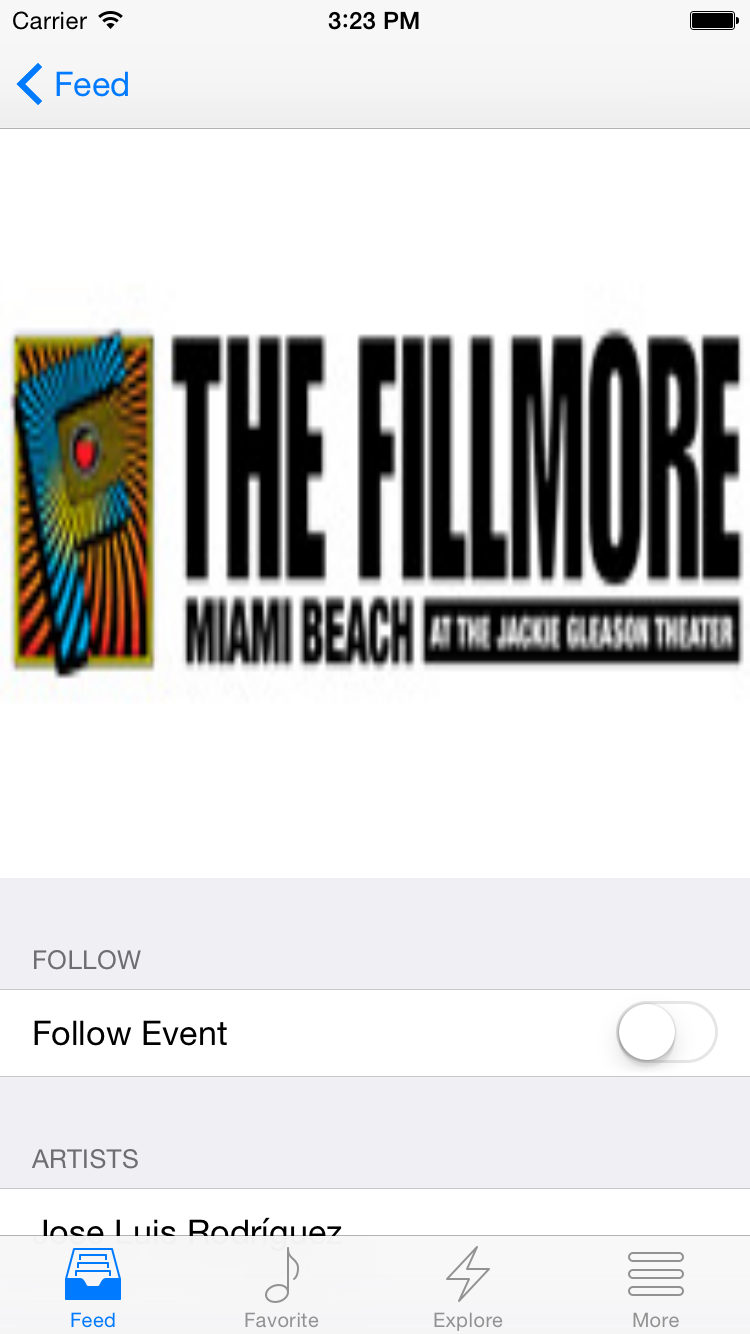 Carrier 3:23 PM
Feed
THE FILLMORE
MIAMI BEACH AT THE JACKIE GLEASON THEATER
FOLLOW
Follow Event
ARTISTS
Jose Luis Rodríguez
Feed Favorite Explore More